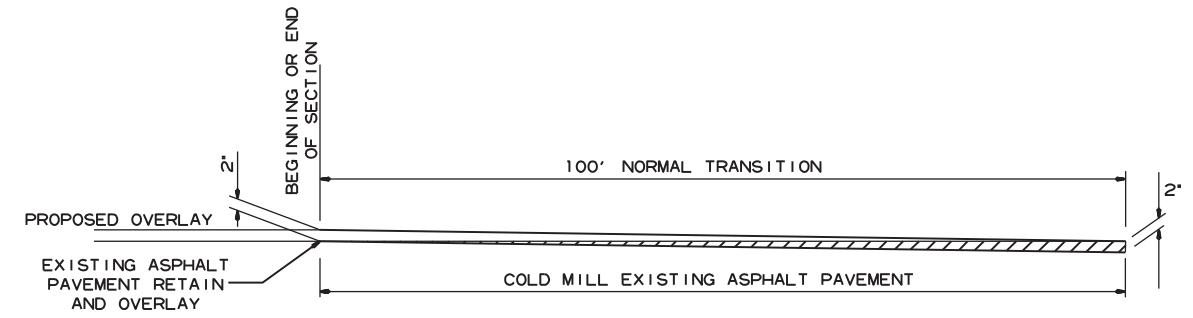 BEGINNING OR END
OF SECTION
2"
100' NORMAL TRANSITION
2"
PROPOSED OVERLAY
EXISTING ASPHALT
PAVEMENT RETAIN
AND OVERLAY
COLD MILL EXISTING ASPHALT PAVEMENT